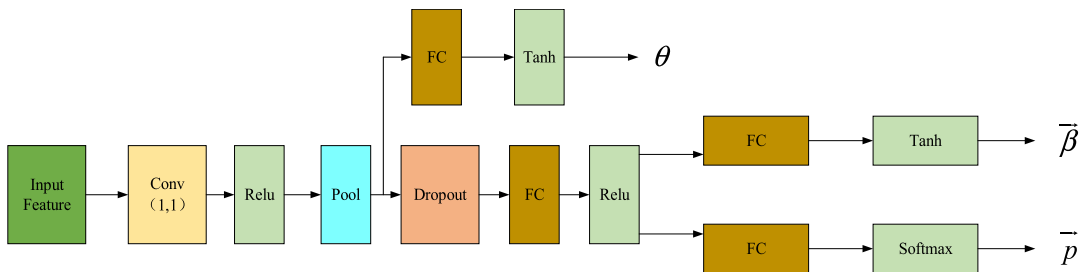 FC
Tanh
θ
Input
Feature
Conv
（1,1）
Relu
Pool
Dropout
FC
Relu
FC
Tanh
β⃗
FC
Softmax
p⃗